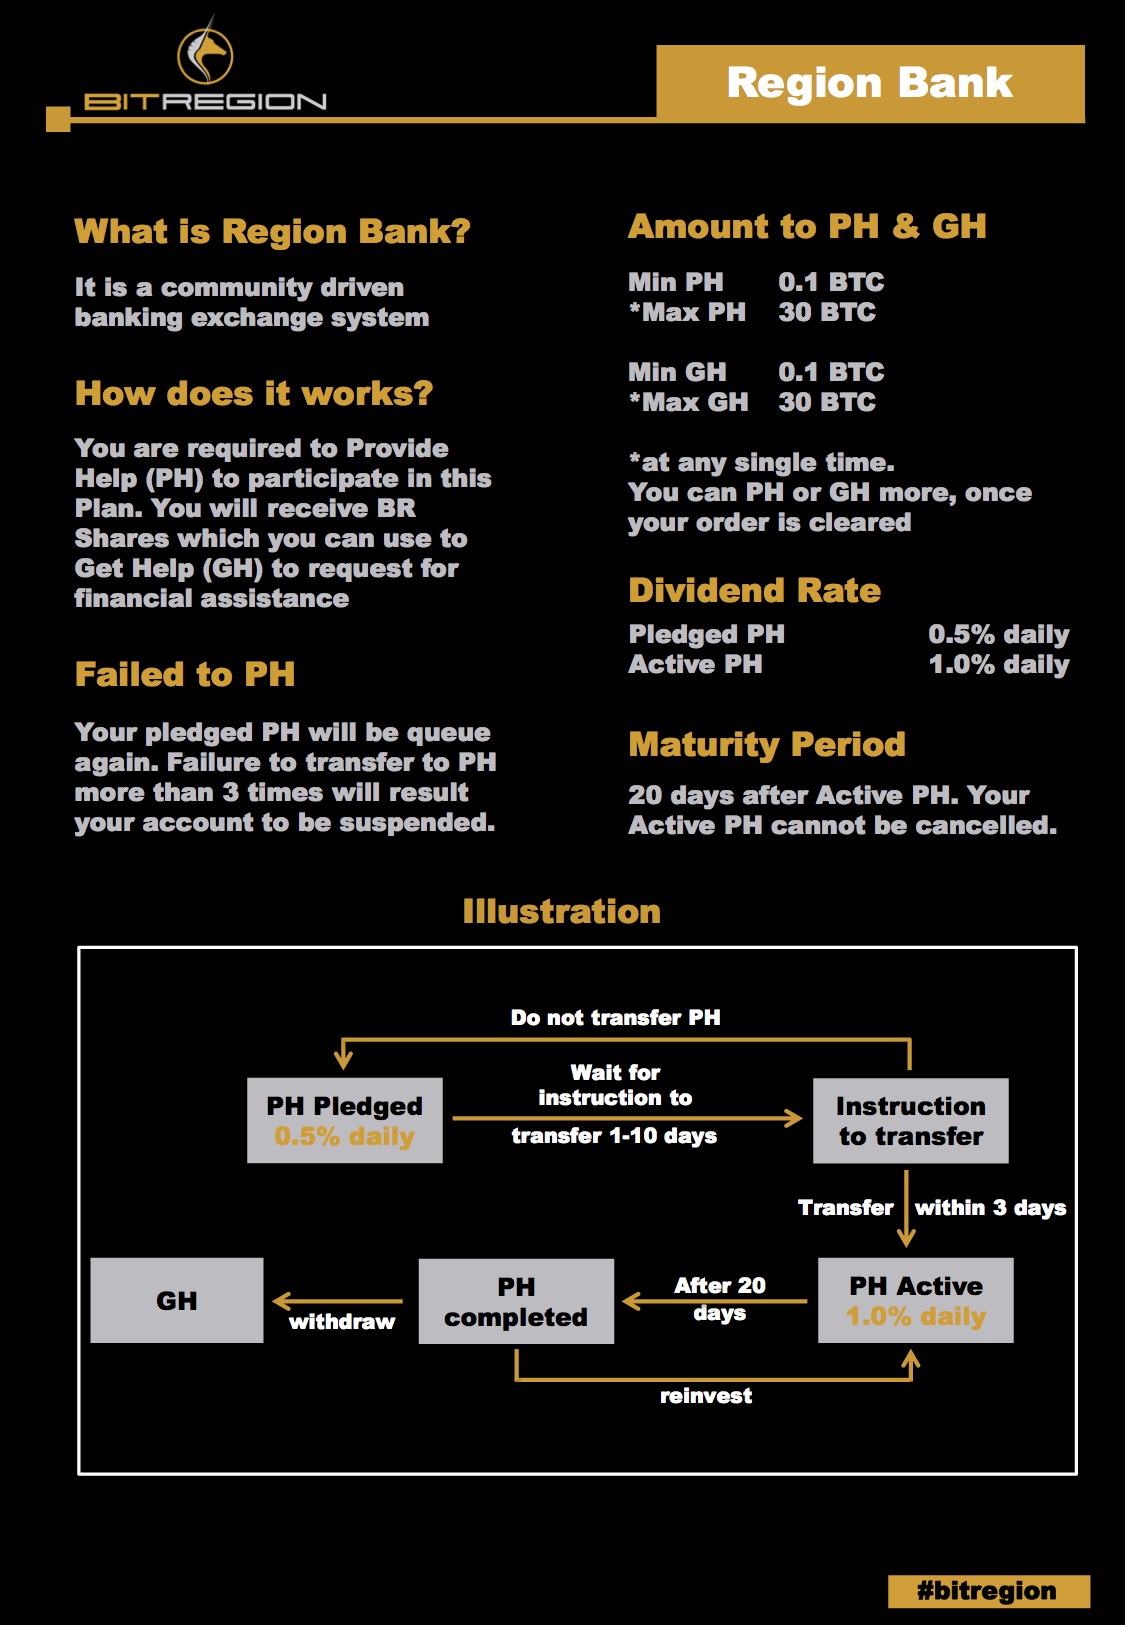 BITREGION
Region Bank
What is Region Bank?
It is a community driven
banking exchange system
How does it works?
You are required to Provide
Help (PH) to participate in this
Plan. You will receive BR
Shares which you can use to
Get Help (GH) to request for
financial assistance
Failed to PH
Your pledged PH will be queue
again. Failure to transfer to PH
more than 3 times will result
your account to be suspended.
Amount to PH & GH
Min PH 0.1 BTC
*Max PH 30 BTC
Min GH 0.1 BTC
*Max GH 30 BTC
*at any single time.
You can PH or GH more, once
your order is cleared
Dividend Rate
Pledged PH 0.5% daily
Active PH 1.0% daily
Maturity Period
20 days after Active PH. Your
Active PH cannot be cancelled.
Illustration
Do not transfer PH
PH Pledged
0.5% daily
Wait for
instruction to
transfer 1-10 days
Instruction
to transfer
Transfer within 3 days
GH
withdraw
PH
completed
After 20
days
PH Active
1.0% daily
reinvest
#bitregion